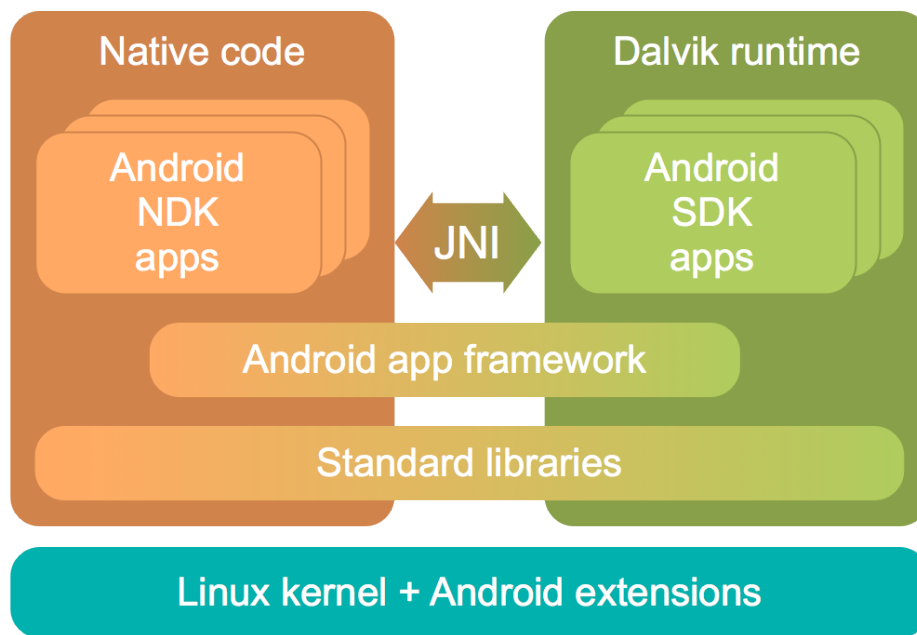 Native code
Dalvik runtime
Android
NDK
apps
JNI
Android
SDK
apps
Android app framework
Standard libraries
Linux kernel + Android extensions